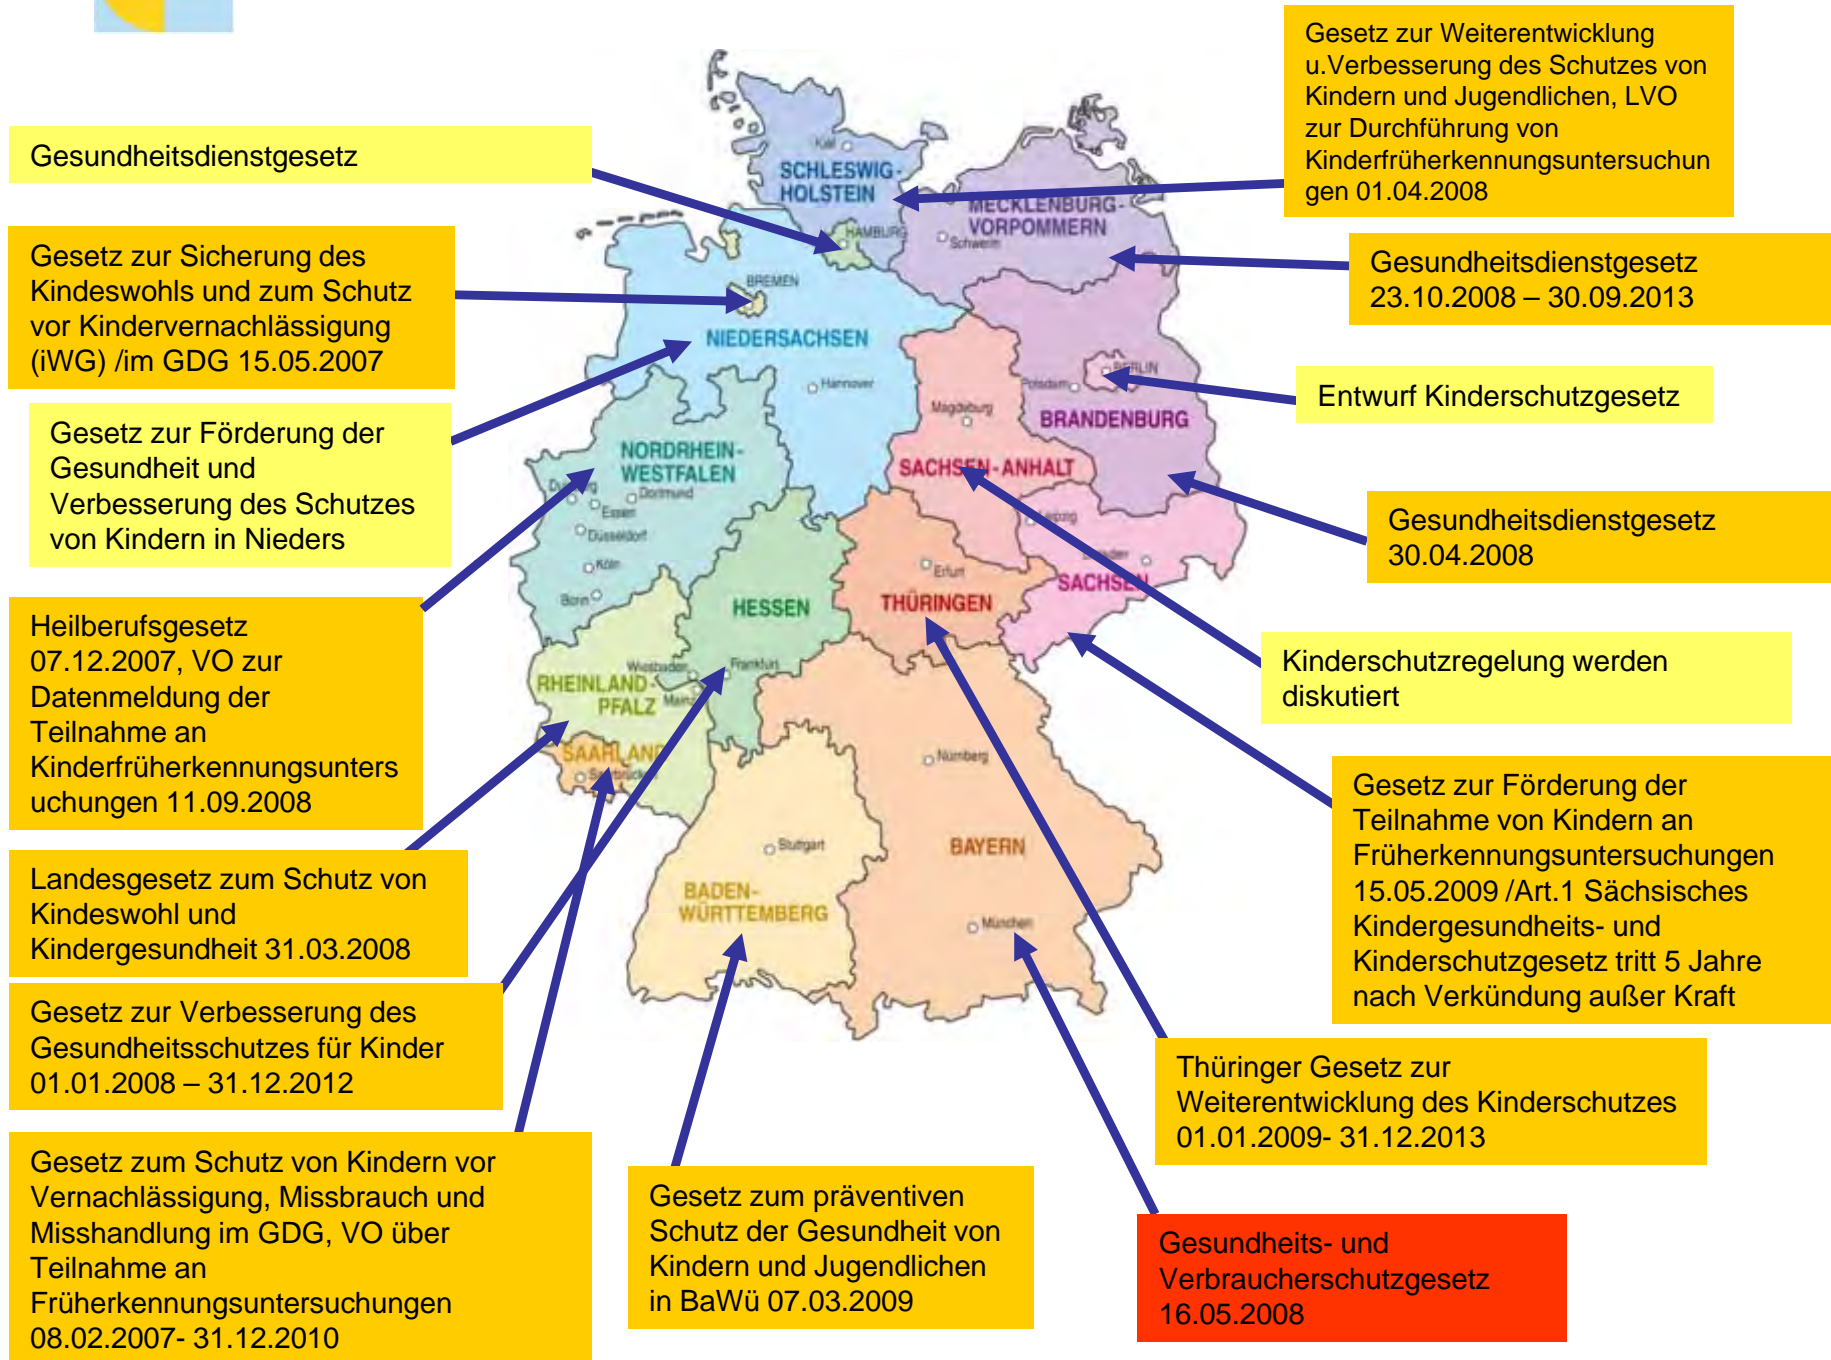 Gesetz zur Weiterentwicklung
u.Verbesserung des Schutzes von
Kindern und Jugendlichen, LVO
zur Durchführung von
Kinderfrüherkennungsuntersuchun
gen 01.04.2008
Gesundheitsdienstgesetz
Gesetz zur Sicherung des
Kindeswohls und zum Schutz
vor Kindervernachlässigung
(iWG) /im GDG 15.05.2007
Gesetz zur Förderung der
Gesundheit und
Verbesserung des Schutzes
von Kindern in Nieders
Heilberufsgesetz
07.12.2007, VO zur
Datenmeldung der
Teilnahme an
Kinderfrüherkennungsunters
uchungen 11.09.2008
Landesgesetz zum Schutz von
Kindeswohl und
Kindergesundheit 31.03.2008
Gesetz zur Verbesserung des
Gesundheitsschutzes für Kinder
01.01.2008 – 31.12.2012
Gesetz zum Schutz von Kindern vor
Vernachlässigung, Missbrauch und
Misshandlung im GDG, VO über
Teilnahme an
Früherkennungsuntersuchungen
08.02.2007- 31.12.2010
Kiel
SCHLESWIG-
HOLSTEIN
MECKLENBURG-
VORPOMMERN
Schwerin
HAMBURG
BREMEN
NIEDERSACHSEN
Hannover
BERLIN
Potsdam
BRANDENBURG
Magdeburg
SACHSEN-ANHALT
NORDRHEIN-
WESTFALEN
Duisburg
Dortmund
Essen
Düsseldorf
Köln
Bonn
Leipzig
Dresden
SACHSEN
Erfurt
THÜRINGEN
HESSEN
Wiesbaden
Frankfurt
Mainz
RHEINLAND-
PFALZ
SAARLAND
Saarbrücken
Nürnberg
BAYERN
München
Stuttgart
BADEN-
WÜRTTEMBERG
Gesundheitsdienstgesetz
23.10.2008 – 30.09.2013
Entwurf Kinderschutzgesetz
Gesundheitsdienstgesetz
30.04.2008
Kinderschutzregelung werden
diskutiert
Gesetz zur Förderung der
Teilnahme von Kindern an
Früherkennungsuntersuchungen
15.05.2009 /Art.1 Sächsisches
Kindergesundheits- und
Kinderschutzgesetz tritt 5 Jahre
nach Verkündung außer Kraft
Thüringer Gesetz zur
Weiterentwicklung des Kinderschutzes
01.01.2009- 31.12.2013
Gesetz zum präventiven
Schutz der Gesundheit von
Kindern und Jugendlichen
in BaWü 07.03.2009
Gesundheits- und
Verbraucherschutzgesetz
16.05.2008